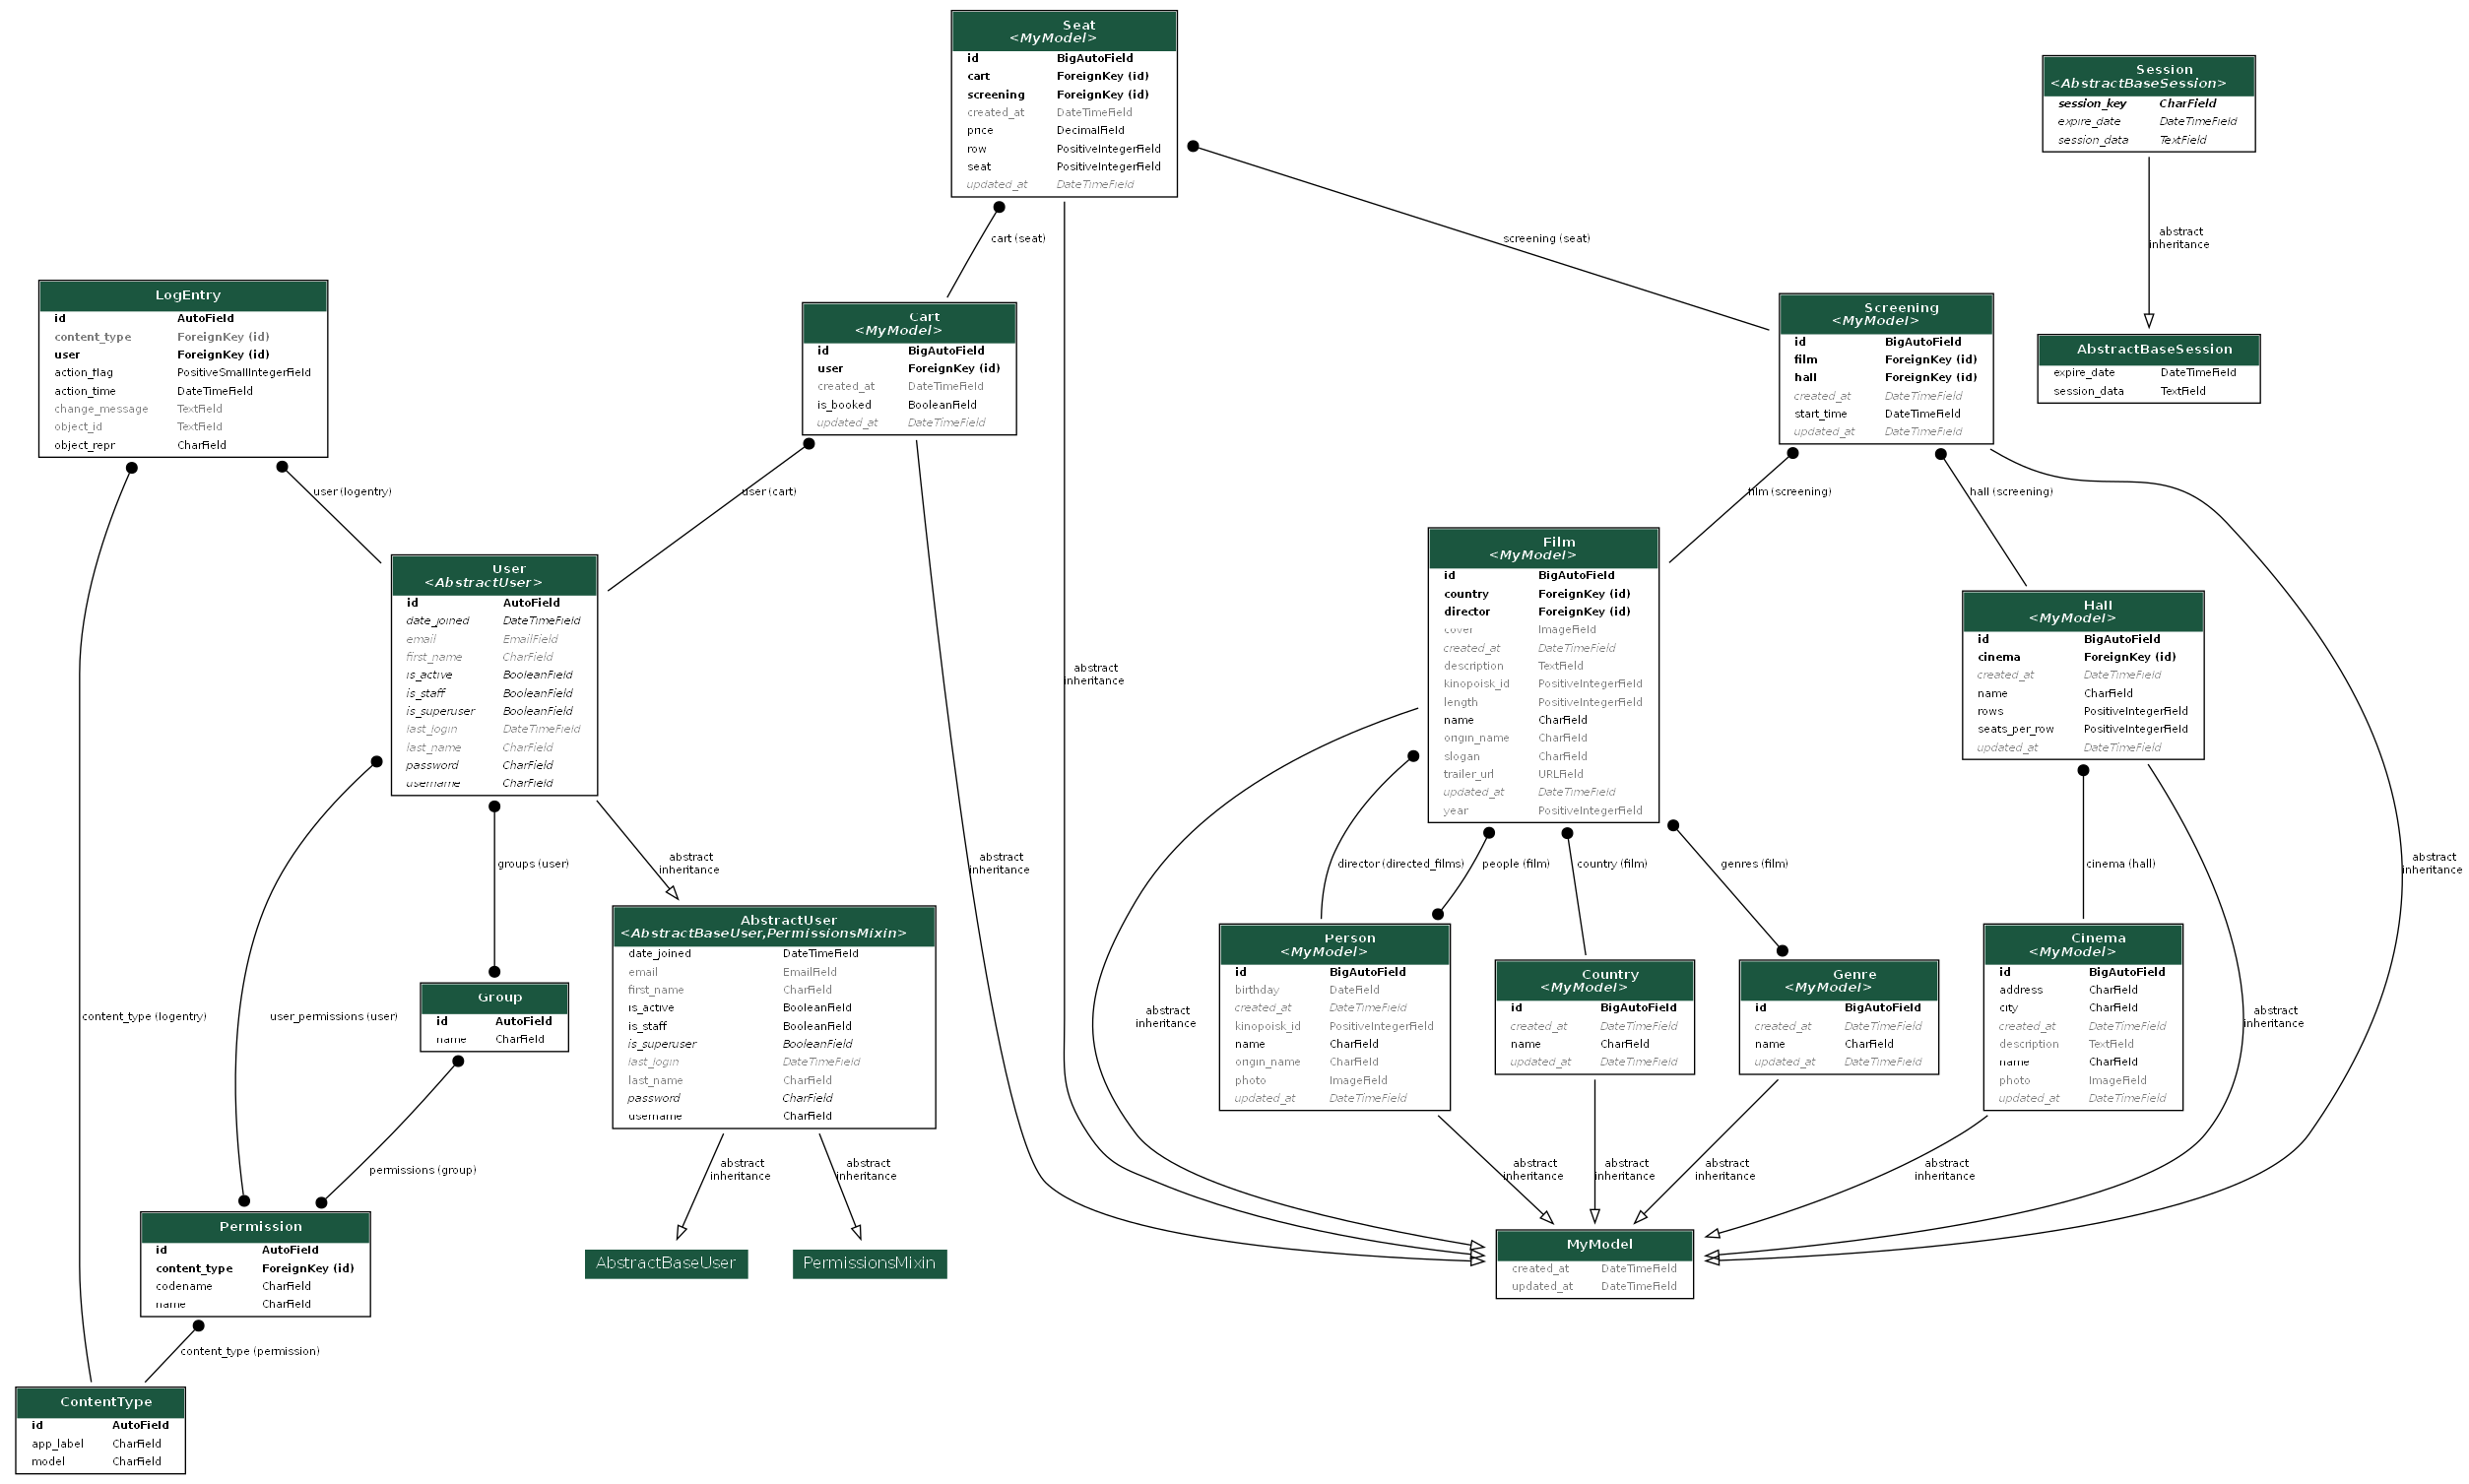 Seat
<MyModel>
id BigAutoField
cart ForeignKey (id)
screening ForeignKey (id)
created_at DateTimeField
price DecimalField
row PositiveIntegerField
seat PositiveIntegerField
updated_at DateTimeField
Session
<AbstractBaseSession>
session_key CharField
expire_date DateTimeField
session_data TextField
cart (seat)
screening (seat)
abstract
inheritance
LogEntry
id AutoField
content_type ForeignKey (id)
user ForeignKey (id)
action_flag PositiveSmallIntegerField
action_time DateTimeField
change_message TextField
object_id TextField
object_repr CharField
Cart
<MyModel>
id BigAutoField
user ForeignKey (id)
created_at DateTimeField
is_booked BooleanField
updated_at DateTimeField
Screening
<MyModel>
id BigAutoField
film ForeignKey (id)
hall ForeignKey (id)
created_at DateTimeField
start_time DateTimeField
updated_at DateTimeField
AbstractBaseSession
expire_date DateTimeField
session_data TextField
user (logentry)
user (cart)
film (screening)
hall (screening)
User
<AbstractUser>
id AutoField
date_joined DateTimeField
email EmailField
first_name CharField
is_active BooleanField
is_staff BooleanField
is_superuser BooleanField
last_login DateTimeField
last_name CharField
password CharField
username CharField
abstract
inheritance
Film
<MyModel>
id BigAutoField
country ForeignKey (id)
director ForeignKey (id)
cover ImageField
created_at DateTimeField
description TextField
kinopoisk_id PositiveIntegerField
length PositiveIntegerField
name CharField
origin_name CharField
slogan CharField
trailer_url URLField
updated_at DateTimeField
year PositiveIntegerField
Hall
<MyModel>
id BigAutoField
cinema ForeignKey (id)
created_at DateTimeField
name CharField
rows PositiveIntegerField
seats_per_row PositiveIntegerField
updated_at DateTimeField
groups (user)
abstract
inheritance
abstract
inheritance
director (directed_films)
people (film)
country (film)
genres (film)
cinema (hall)
abstract
inheritance
content_type (logentry)
user_permissions (user)
Group
id AutoField
name CharField
AbstractUser
<AbstractBaseUser,PermissionsMixin>
date_joined DateTimeField
email EmailField
first_name CharField
is_active BooleanField
is_staff BooleanField
is_superuser BooleanField
last_login DateTimeField
last_name CharField
password CharField
username CharField
abstract
inheritance
Person
<MyModel>
id BigAutoField
birthday DateField
created_at DateTimeField
kinopoisk_id PositiveIntegerField
name CharField
origin_name CharField
photo ImageField
updated_at DateTimeField
Country
<MyModel>
id BigAutoField
created_at DateTimeField
name CharField
updated_at DateTimeField
Genre
<MyModel>
id BigAutoField
created_at DateTimeField
name CharField
updated_at DateTimeField
Cinema
<MyModel>
id BigAutoField
address CharField
city CharField
created_at DateTimeField
description TextField
name CharField
photo ImageField
updated_at DateTimeField
abstract
inheritance
permissions (group)
abstract
inheritance
abstract
inheritance
abstract
inheritance
abstract
inheritance
abstract
inheritance
abstract
inheritance
Permission
id AutoField
content_type ForeignKey (id)
codename CharField
name CharField
AbstractBaseUser
PermissionsMixin
MyModel
created_at DateTimeField
updated_at DateTimeField
content_type (permission)
ContentType
id AutoField
app_label CharField
model CharField